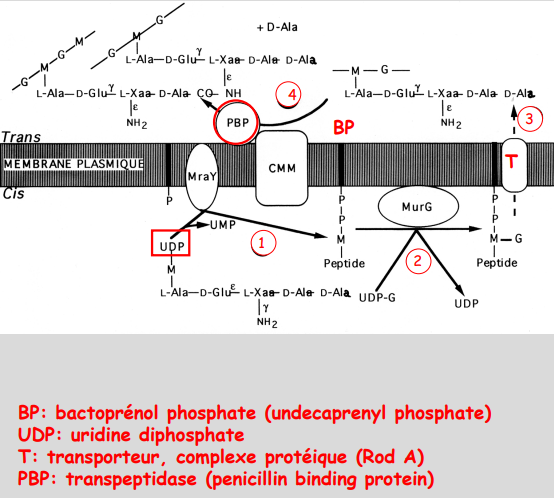 + D-Ala
G M G M
G M
L-Ala—D-Glu γ L-Xaa D-Ala D-Ala
ε
M — G —
L-Ala—D-Glu γ L-Xaa—D-Ala CO NH
L-Ala—D-Glu γ L-Xaa D-Ala D-Ala
4
ε
NH2
PBP
BP
ε
NH2
3
Trans
MEMBRANE PLASMIQUE
MraY
CMM
T
Cis
P
P
P
M
Peptide
MurG
P
P
M—G
Peptide
UMP
UDP
1
2
M
L-Ala—D-Glu ε L-Xaa D-Ala D-Ala
γ
NH2
UDP-G
UDP
BP: bactoprénol phosphate (undecaprenyl phosphate)
UDP: uridine diphosphate
T: transporteur, complexe protéique (Rod A)
PBP: transpeptidase (penicillin binding protein)